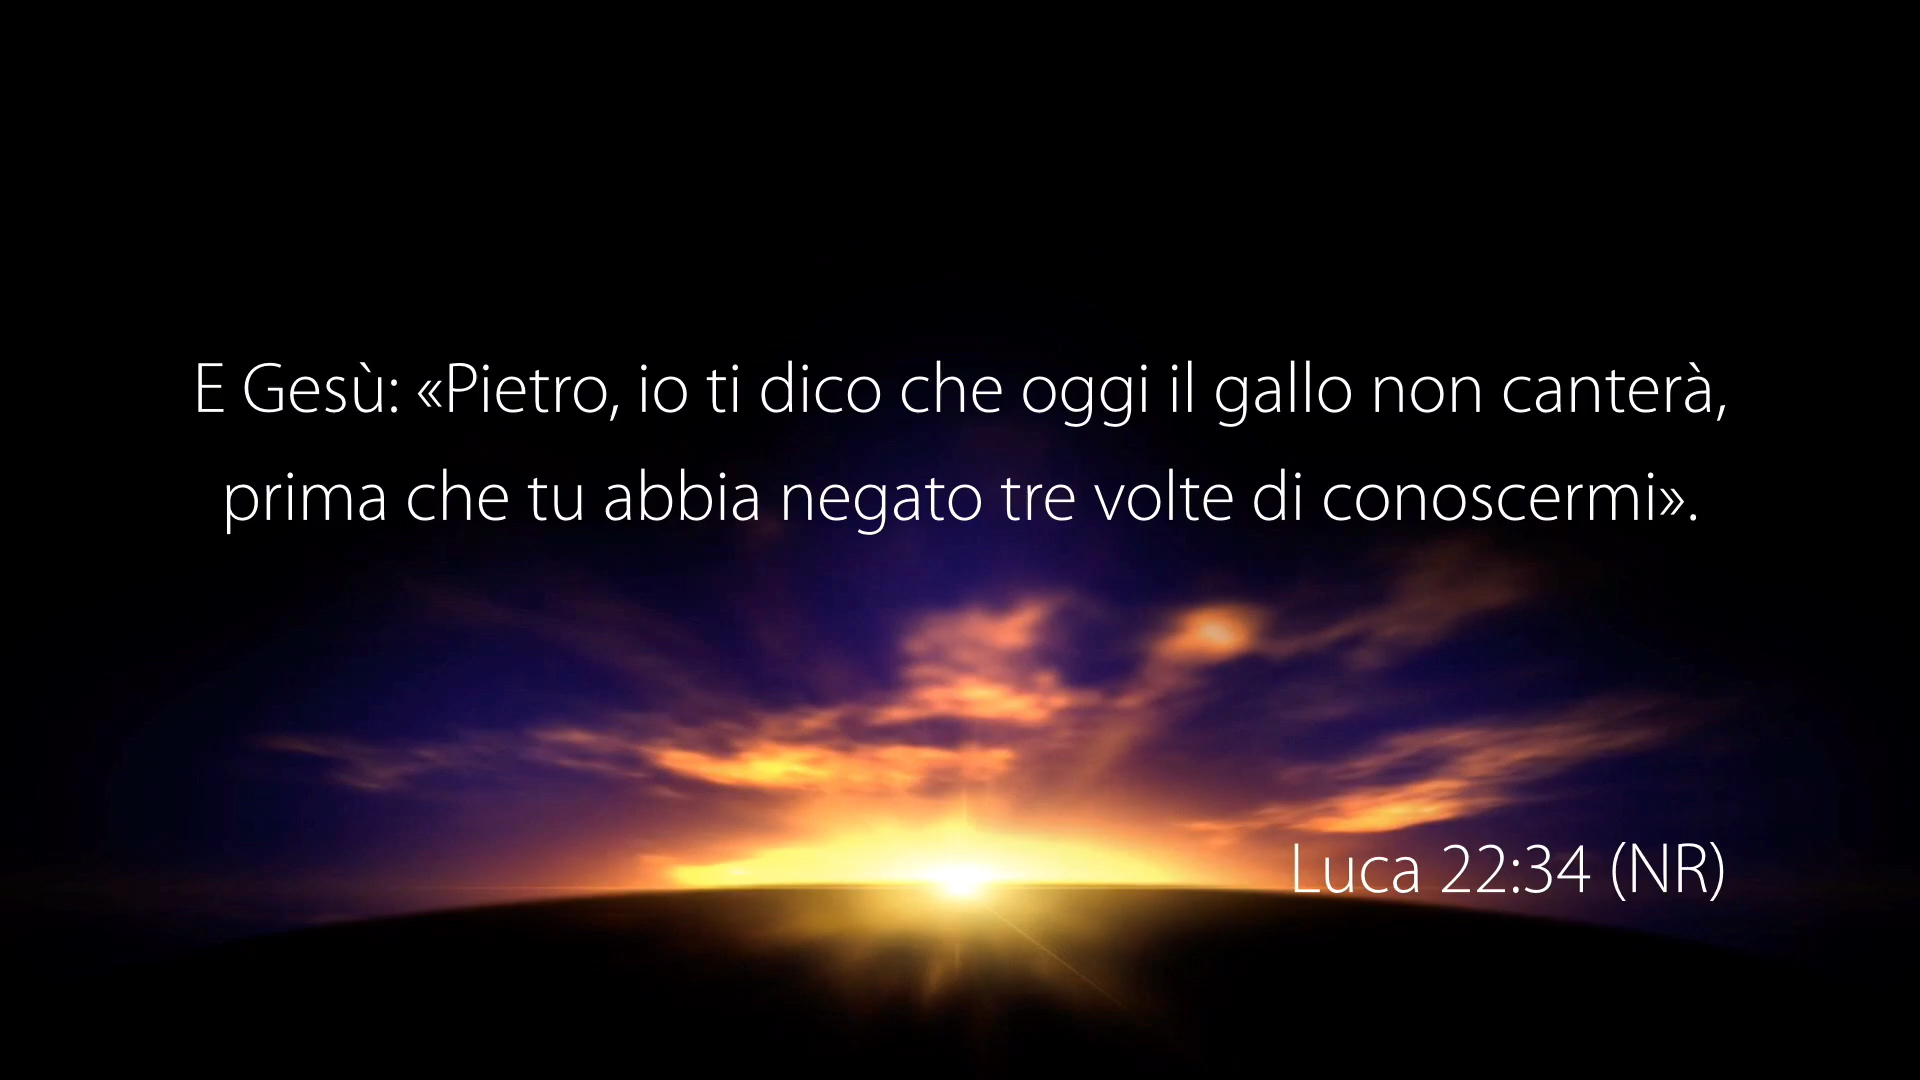 E Gesù: «Pietro, io ti dico che oggi il gallo non canterà,
prima che tu abbia negato tre volte di conoscermi».
Luca 22:34 (NR)